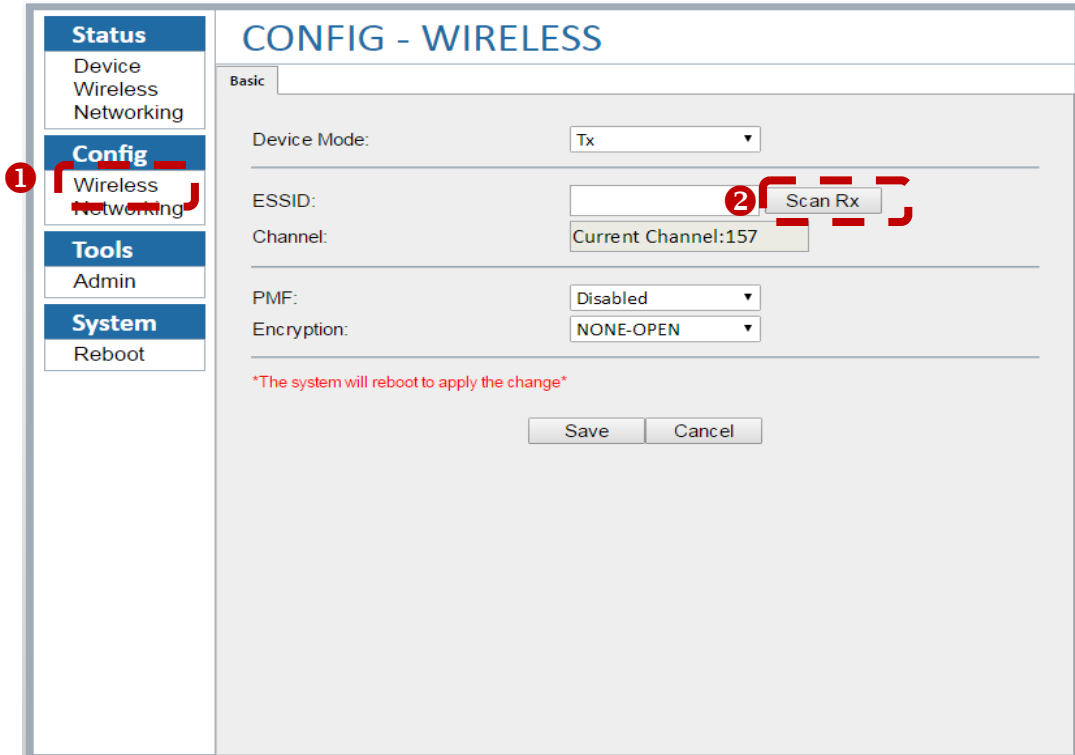 Status
Device
Wireless
Networking
Config
❶
Wireless
Networking
Tools
Admin
System
Reboot
CONFIG - WIRELESS
Basic
Device Mode: Tx
ESSID: ❷ Scan Rx
Channel: Current Channel:157
PMF: Disabled
Encryption: NONE-OPEN
*The system will reboot to apply the change*
Save Cancel